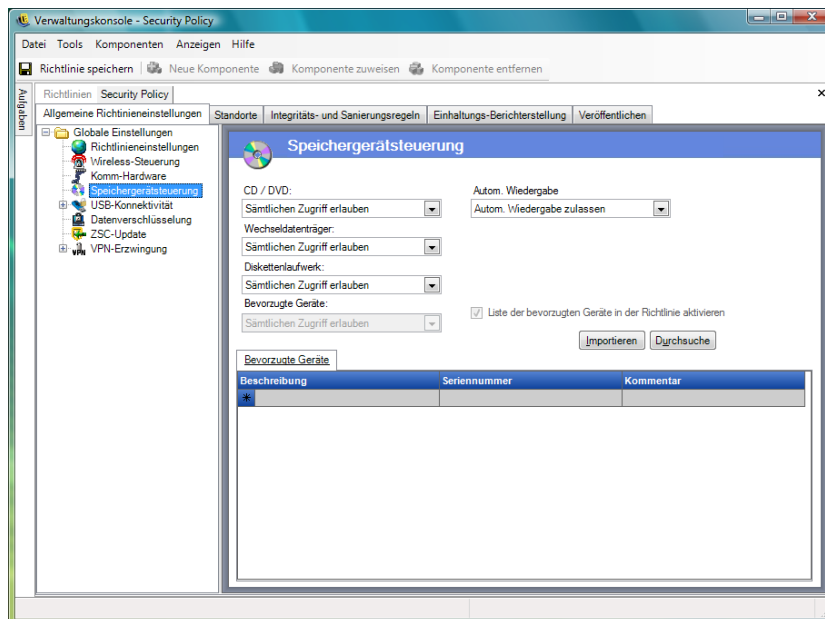 Verwaltungskonsole - Security Policy
Datei Tools Komponenten Anzeigen Hilfe
Richtlinie speichern Neue Komponente Komponente zuweisen Komponente entfernen
Aufgaben
Richtlinien Security Policy
Allgemeine Richtinieneinstellungen Standorte Integritäts- und Sanierungsregeln Einhaltungs-Berichterstellung Veröffentlichen
Globale Einstellungen
Richtlinieneinstellungen
Wireless-Steuerung
Komm-Hardware
Speichergerätsteuerung
USB-Konnektivität
Datenverschlüsselung
ZSC-Update
VPN-Erzwingung
Speichergerätsteuerung
CD / DVD:
Sämtlichen Zugriff erlauben
Autom. Wiedergabe
Autom. Wiedergabe zulassen
Wechseldatenträger:
Sämtlichen Zugriff erlauben
Diskettenlaufwerk:
Sämtlichen Zugriff erlauben
Bevorzugte Geräte:
Sämtlichen Zugriff erlauben
Liste der bevorzugten Geräte in der Richtlinie aktivieren
Importieren Durchsuche
Bevorzugte Geräte
Beschreibung Seriennummer Kommentar